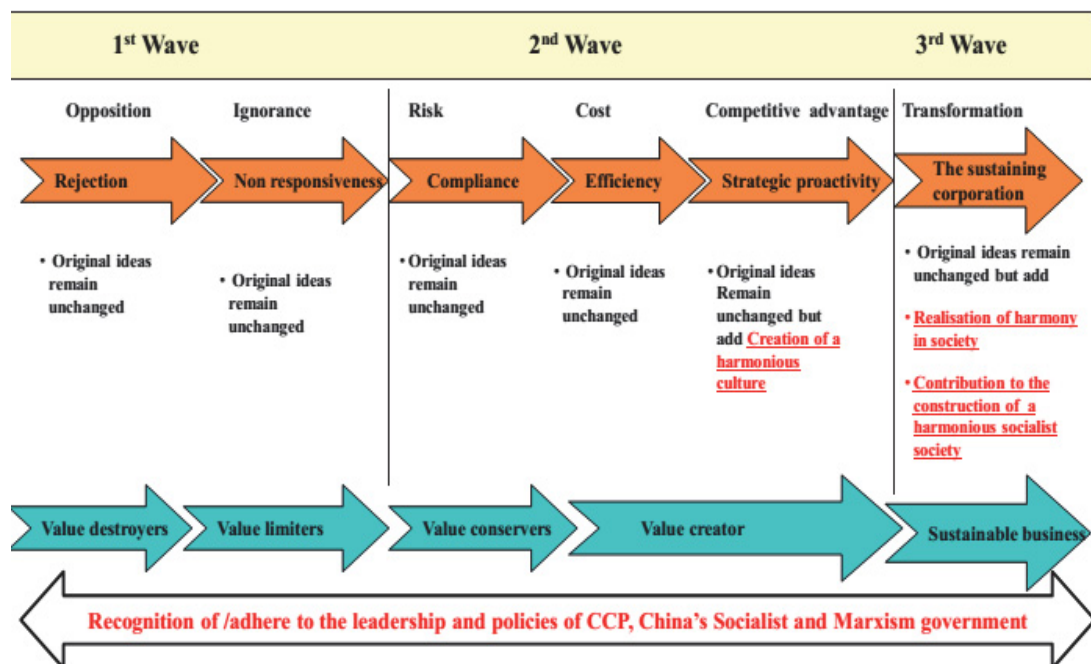 1st Wave
2nd Wave
3rd Wave
Opposition
Ignorance
Risk
Cost
Competitive advantage
Transformation
Rejection
Non responsiveness
Compliance
Efficiency
Strategic proactivity
The sustaining
corporation
• Original ideas
remain
unchanged
• Original ideas
remain
unchanged
• Original ideas
remain
unchanged
• Original ideas
remain
unchanged
• Original ideas
Remain
unchanged but
add Creation of a
harmonious
culture
• Original ideas remain
unchanged but add
• Realisation of harmony
in society
• Contribution to the
construction of a
harmonious socialist
society
Value destroyers
Value limiters
Value conservers
Value creator
Sustainable business
Recognition of /adhere to the leadership and policies of CCP, China's Socialist and Marxism government